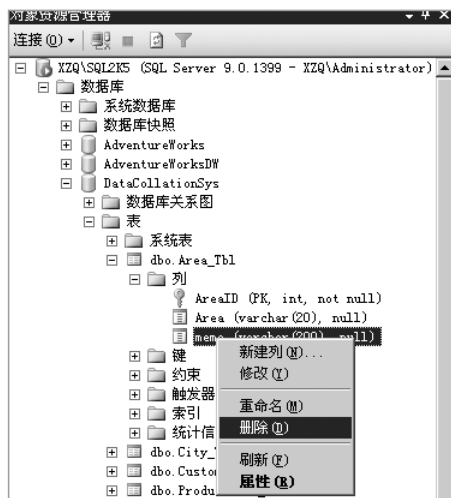 对象资源管理器
连接(O)
XZQ\SQL2K5 (SQL Server 9.0.1399 - XZQ\Administrator)
数据库
系统数据库
数据库快照
AdventureWorks
AdventureWorksDW
DataCollationSys
数据库关系图
表
系统表
dbo.Area_Tbl
列
AreaID (PK, int, not null)
Area (varchar(20), null)
memo (varchar(200), null)
键
约束
触发器
索引
统计信
dbo.City_
dbo.Custo
dbo.Produ
新建列(N)...
修改(Y)
重命名(M)
删除(D)
刷新(F)
属性(R)